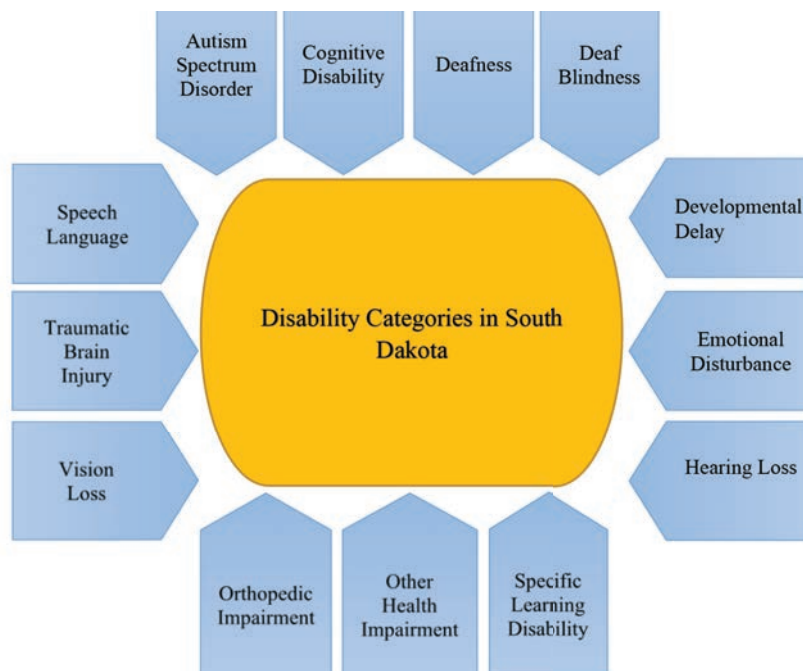 Autism
Spectrum
Disorder
Cognitive
Disability
Deafness
Deaf
Blindness
Speech
Language
Developmental
Delay
Disability Categories in South
Dakota
Traumatic
Brain
Injury
Emotional
Disturbance
Vision
Loss
Hearing Loss
Orthopedic
Impairment
Other
Health
Impairment
Specific
Learning
Disability